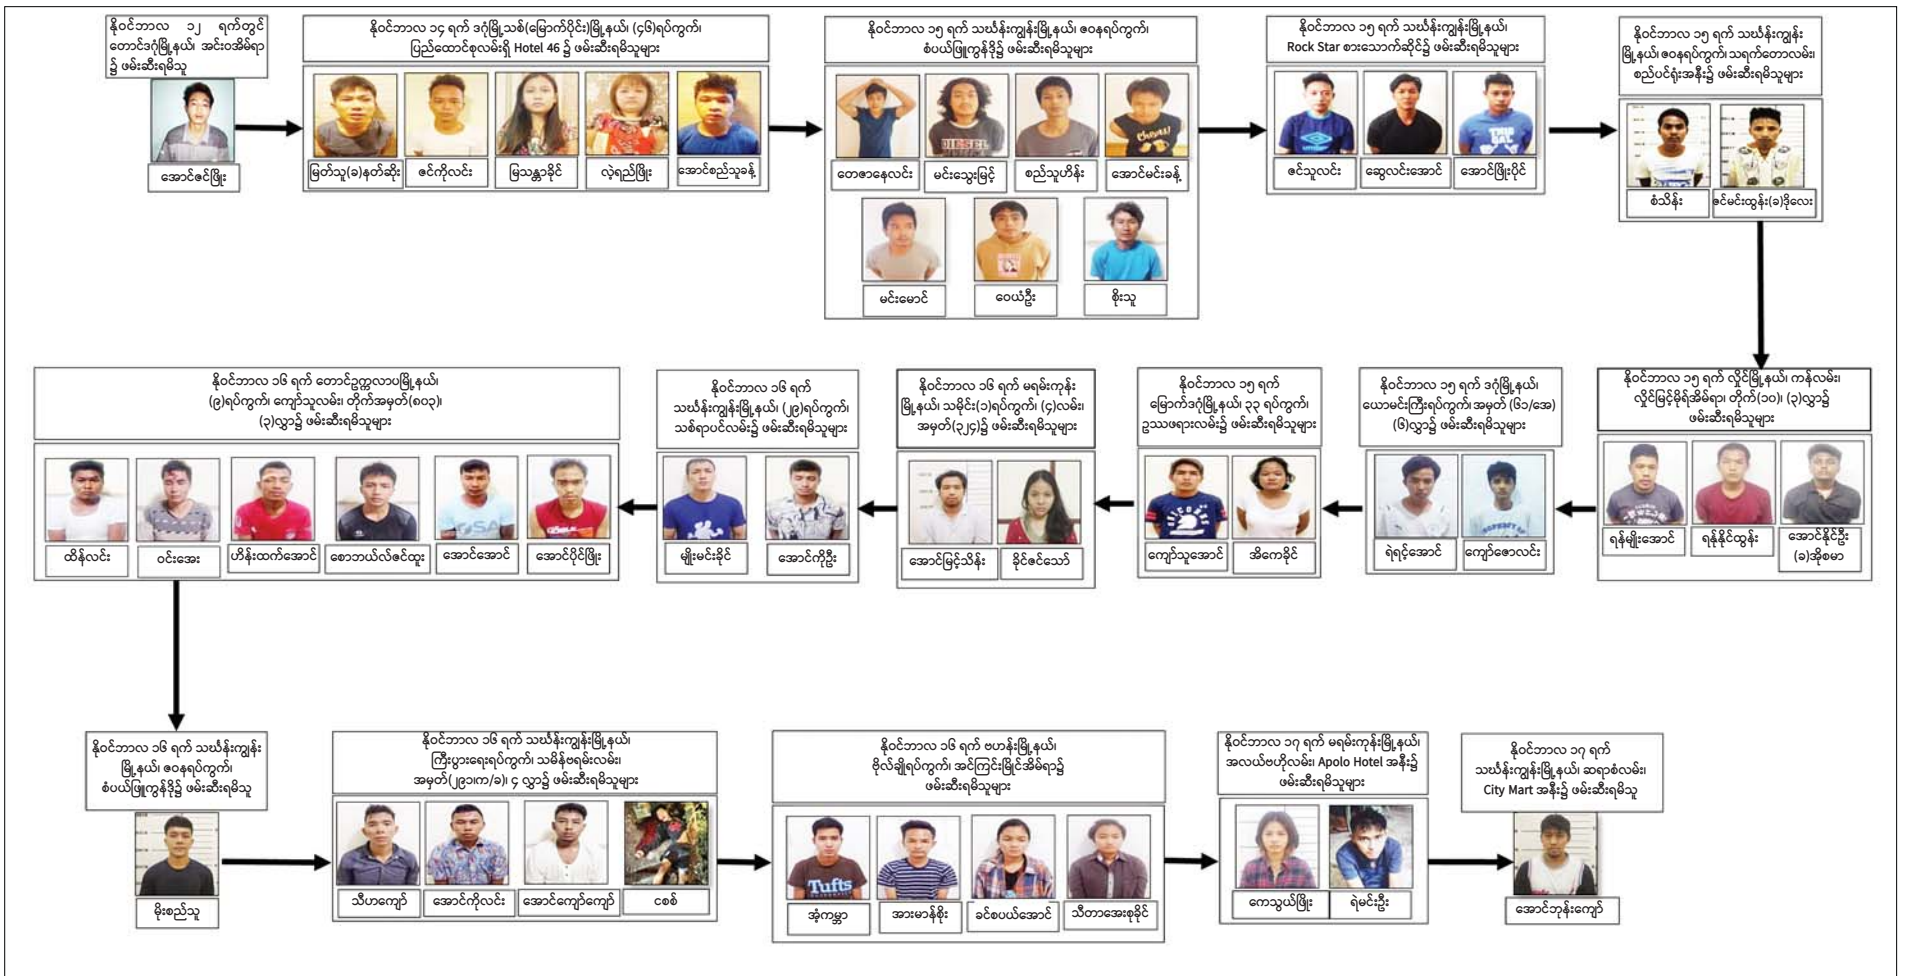 နိုဝင်ဘာလ ၁၂ ရက်တွင်
တောင်ဒဂုံမြို့နယ်၊ အင်းဝအိမ်ရာ
၌ ဖမ်းဆီးရမိသူ
အောင်ဇင်ဖြိုး
နိုဝင်ဘာလ ၁၄ ရက် ဒဂုံမြို့သစ်(မြောက်ပိုင်း)မြို့နယ်၊ (၄၆)ရပ်ကွက်၊
ပြည်ထောင်စုလမ်းရှိ Hotel 46 ၌ ဖမ်းဆီးရမိသူများ
မြတ်သူ(ခ)နတ်ဆိုး
ဇင်ကိုလင်း
မြသန္တာခိုင်
လဲ့ရည်ဖြိုး
အောင်စည်သူခန့်
နိုဝင်ဘာလ ၁၅ ရက် သင်္ဃန်းကျွန်းမြို့နယ်၊ ဇဝနရပ်ကွက်၊
စံပယ်ဖြူကွန်ဒို၌ ဖမ်းဆီးရမိသူများ
တေဇာနေလင်း
မင်းသွေးမြင့်
စည်သူဟိန်း
အောင်မင်းခန့်
မင်းမောင်
ဝေယံဦး
စိုးသူ
နိုဝင်ဘာလ ၁၅ ရက် သင်္ဃန်းကျွန်းမြို့နယ်၊
Rock Star စားသောက်ဆိုင်၌ ဖမ်းဆီးရမိသူများ
ဇင်သူလင်း
ဆွေလင်းအောင်
အောင်ဖြိုးပိုင်
နိုဝင်ဘာလ ၁၅ ရက် သင်္ဃန်းကျွန်း
မြို့နယ်၊ ဇဝနရပ်ကွက်၊ သရက်တောလမ်း၊
စည်ပင်ရုံးအနီး၌ ဖမ်းဆီးရမိသူများ
စံသိန်း
ဇင်မင်းထွန်း(ခ)ဒိုလေး
နိုဝင်ဘာလ ၁၅ ရက် လှိုင်မြို့နယ်၊ ကန်လမ်း၊
လှိုင်မြင့်မိုရ်အိမ်ရာ၊ တိုက်(၁၀)၊ (၃)လွှာ၌
ဖမ်းဆီးရမိသူများ
ရန်မျိုးအောင်
ရန်နိုင်ထွန်း
အောင်နိုင်ဦး
(ခ)အိုစမာ
နိုဝင်ဘာလ ၁၅ ရက် ဒဂုံမြို့နယ်၊
ယောမင်းကြီးရပ်ကွက်၊ အမှတ် (၆၁/အေ)
(၆)လွှာ၌ ဖမ်းဆီးရမိသူများ
ရဲရင့်အောင်
ကျော်ဇောလင်း
နိုဝင်ဘာလ ၁၅ ရက်
မြောက်ဒဂုံမြို့နယ်၊ ၃၃ ရပ်ကွက်၊
ဥဿဖရားလမ်း၌ ဖမ်းဆီးရမိသူများ
ကျော်သူအောင်
အိကေခိုင်
နိုဝင်ဘာလ ၁၆ ရက် မရမ်းကုန်း
မြို့နယ်၊ သမိုင်း(၁)ရပ်ကွက်၊ (၄)လမ်း၊
အမှတ်(၃၂၄)၌ ဖမ်းဆီးရမိသူများ
အောင်မြင့်သိန်း
ခိုင်ဇင်သော်
နိုဝင်ဘာလ ၁၆ ရက်
သင်္ဃန်းကျွန်းမြို့နယ်၊ (၂၉)ရပ်ကွက်၊
သစ်ရာပင်လမ်း၌ ဖမ်းဆီးရမိသူများ
မျိုးမင်းခိုင်
အောင်ကိုဦး
နိုဝင်ဘာလ ၁၆ ရက် တောင်ဥက္ကလာပမြို့နယ်၊
(၉)ရပ်ကွက်၊ ကျော်သူလမ်း၊ တိုက်အမှတ်(၈၀၃)၊
(၃)လွှာ၌ ဖမ်းဆီးရမိသူများ
ထိန်လင်း
ဝင်းအေး
ဟိန်းထက်အောင်
စောဘယ်လ်ဇင်ထူး
အောင်အောင်
အောင်ပိုင်ဖြိုး
နိုဝင်ဘာလ ၁၆ ရက် သင်္ဃန်းကျွန်း
မြို့နယ်၊ ဇဝနရပ်ကွက်၊
စံပယ်ဖြူကွန်ဒို၌ ဖမ်းဆီးရမိသူ
မိုးစည်သူ
နိုဝင်ဘာလ ၁၆ ရက် သင်္ဃန်းကျွန်းမြို့နယ်၊
ကြီးပွားရေးရပ်ကွက်၊ သမိန်ဗရမ်းလမ်း၊
အမှတ်(၂၉၁၊က/ခ)၊ ၄ လွှာ၌ ဖမ်းဆီးရမိသူများ
သီဟကျော်
အောင်ကိုလင်း
အောင်ကျော်ကျော်
ငစစ်
နိုဝင်ဘာလ ၁၆ ရက် ဗဟန်းမြို့နယ်၊
ဗိုလ်ချိုရပ်ကွက်၊ အင်ကြင်းမြိုင်အိမ်ရာ၌
ဖမ်းဆီးရမိသူများ
Tufts
အံ့ကမ္ဘာ
အားမာန်စိုး
ခင်စပယ်အောင်
သီတာအေးစုခိုင်
နိုဝင်ဘာလ ၁၇ ရက် မရမ်းကုန်းမြို့နယ်၊
အလယ်ဗဟိုလမ်း၊ Apolo Hotel အနီး၌
ဖမ်းဆီးရမိသူများ
ကေသွယ်ဖြိုး
ရဲမင်းဦး
နိုဝင်ဘာလ ၁၇ ရက်
သင်္ဃန်းကျွန်းမြို့နယ်၊ ဆရာစံလမ်း၊
City Mart အနီး၌ ဖမ်းဆီးရမိသူ
အောင်ဘုန်းကျော်